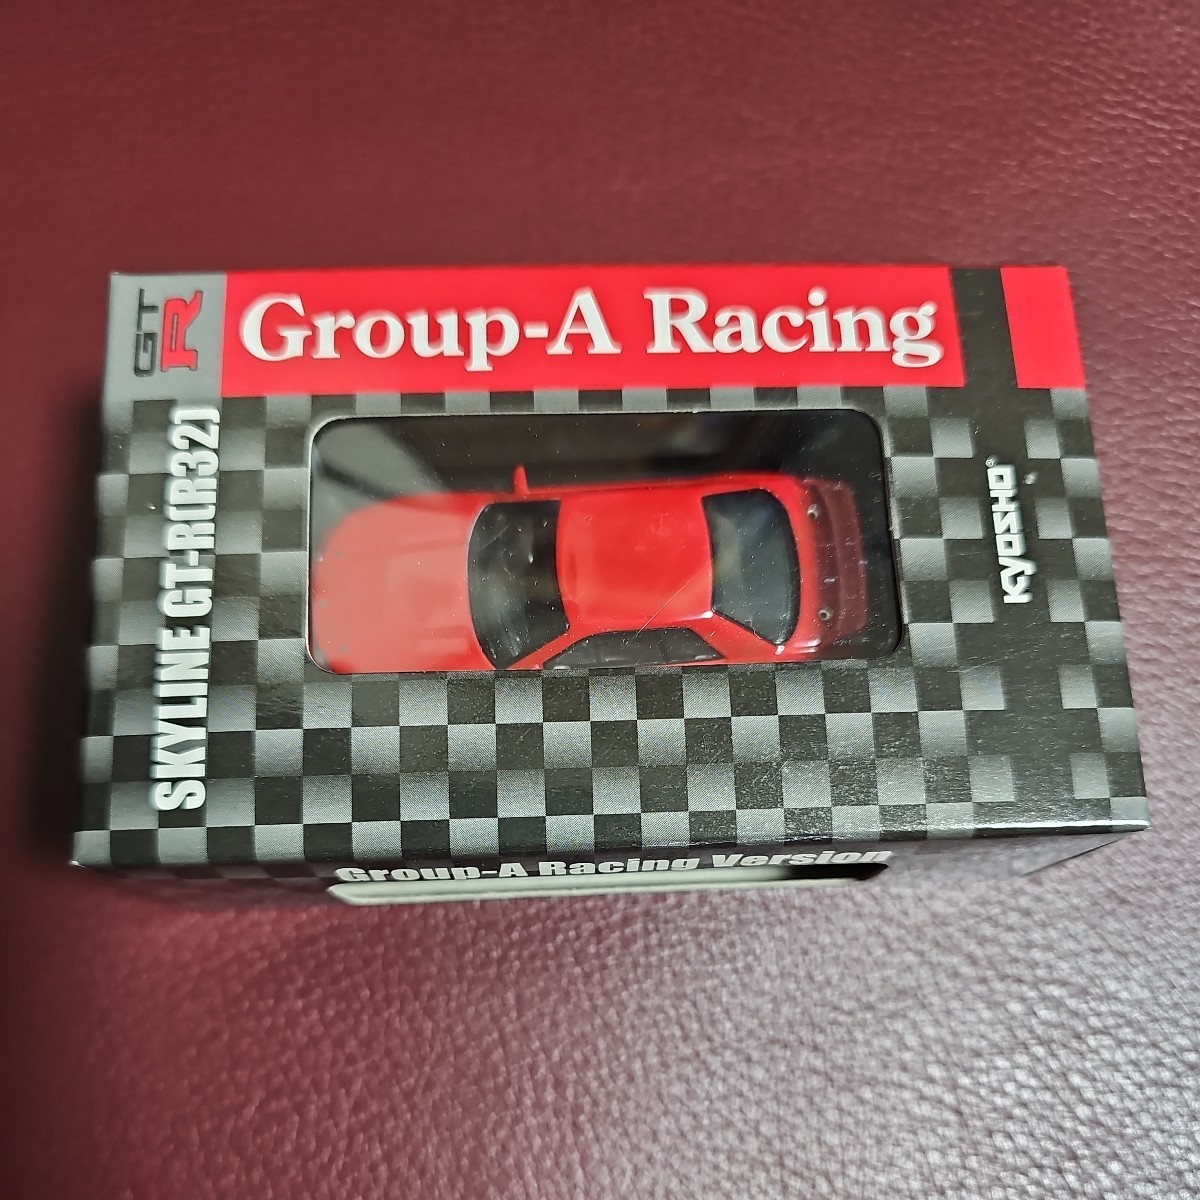 GT
R
Group-A Racing
SKYLINE GT-R(R32)
KYOSHO®
Group-A Racing Version